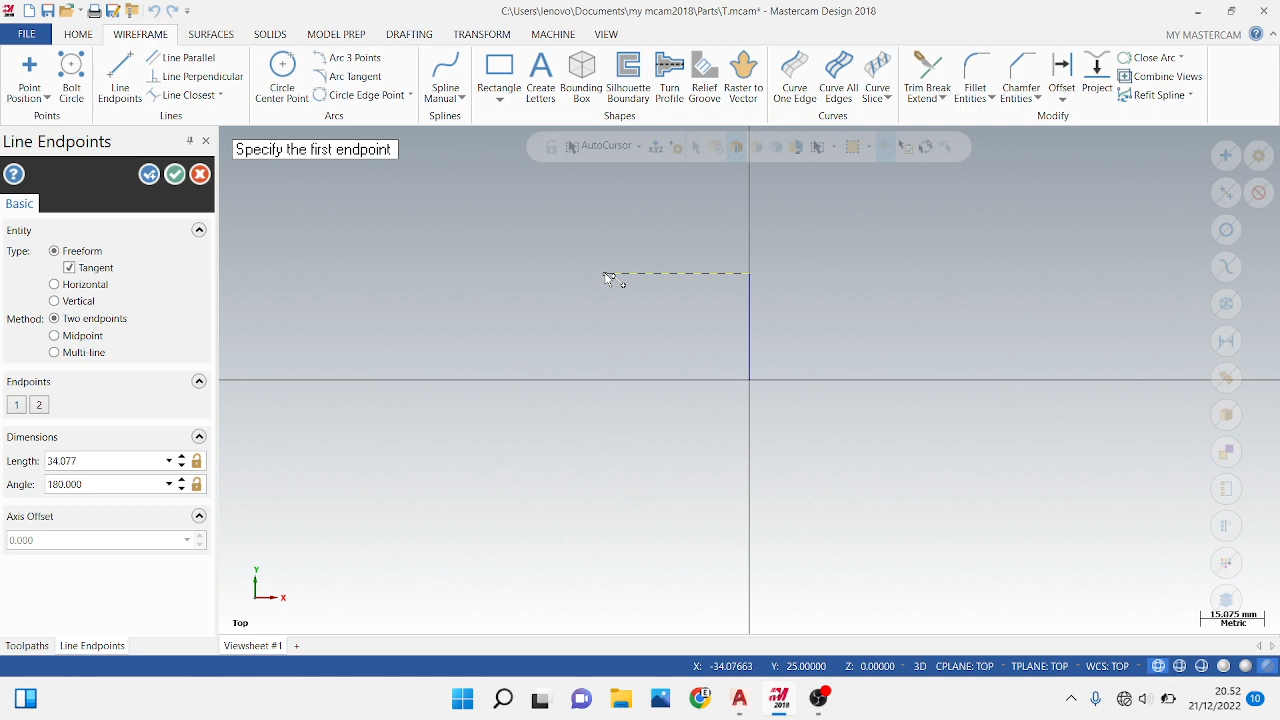 C:\Users\lenovo\Documents\my mcam2018\Parts\T.mcam* - Mastercam Design 2018
FILE HOME WIREFRAME SURFACES SOLIDS MODEL PREP DRAFTING TRANSFORM MACHINE VIEW MY MASTERCAM
Point Position
Bolt Circle
Points
Line Endpoints
Line Parallel
Line Perpendicular
Line Closest
Lines
Circle Center Point
Arc 3 Points
Arc Tangent
Circle Edge Point
Arcs
Spline Manual
Splines
Rectangle
Create Letters
Bounding Box
Silhouette Boundary
Turn Profile
Relief Groove
Raster to Vector
Shapes
Curve One Edge
Curve All Edges
Curve Slice
Curves
Trim Break Extend
Fillet Entities
Chamfer Entities
Offset
Project
Close Arc
Combine Views
Refit Spline
Modify
Line Endpoints
Basic
Entity
Type: Freeform
Tangent
Horizontal
Vertical
Method: Two endpoints
Midpoint
Multi-line
Endpoints
1 2
Dimensions
Length: 34.077
Angle: 180.000
Axis Offset
0.000
Specify the first endpoint
AutoCursor
Y
X
Top
15.075 mm
Metric
Toolpaths Line Endpoints Viewsheet #1 +
X: -34.07663 Y: 25.00000 Z: 0.00000 3D CPLANE: TOP TPLANE: TOP WCS: TOP
2018
20.52
21/12/2022
10